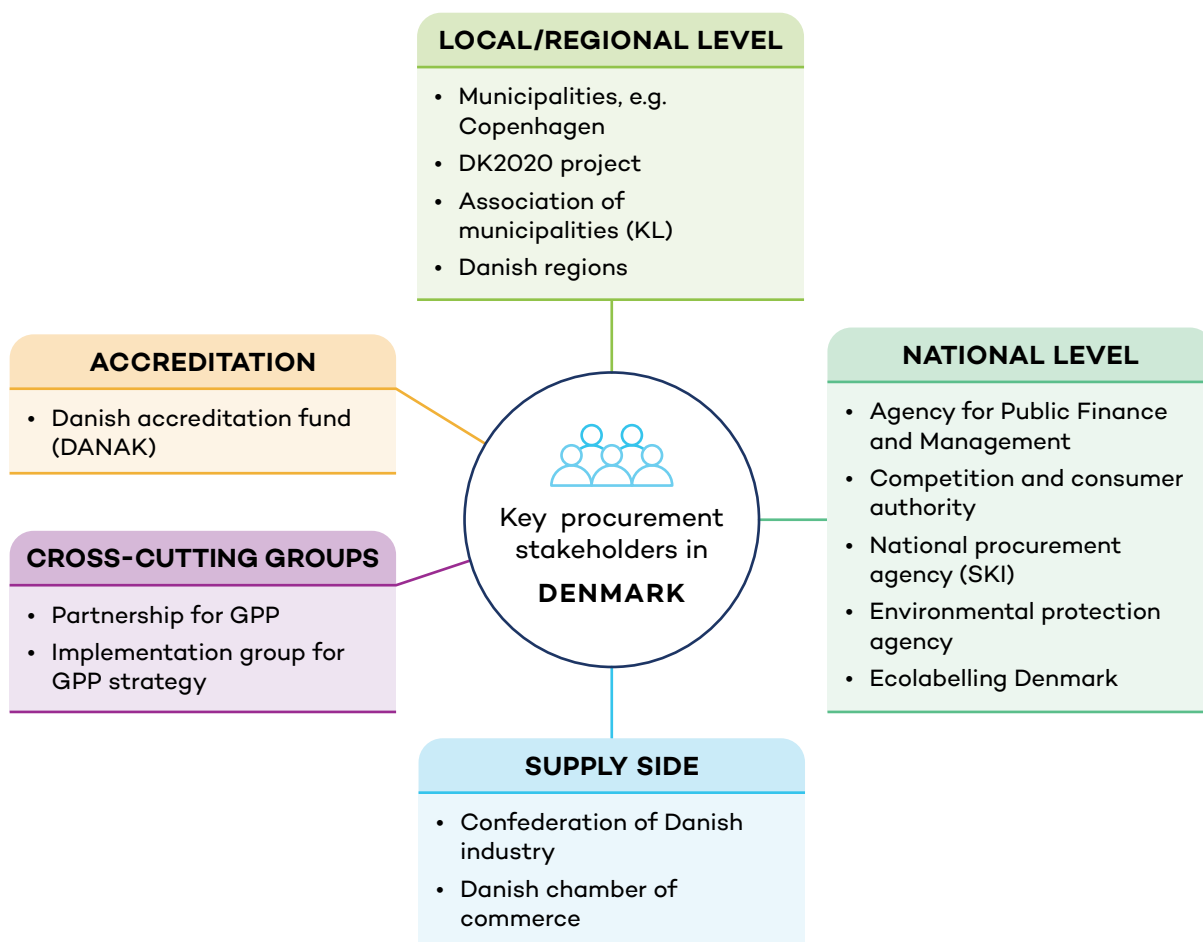 LOCAL/REGIONAL LEVEL
• Municipalities, e.g.
Copenhagen
• DK2020 project
• Association of
municipalities (KL)
• Danish regions
ACCREDITATION
• Danish accreditation fund
(DANAK)
CROSS-CUTTING GROUPS
• Partnership for GPP
• Implementation group for
GPP strategy
Key procurement
stakeholders in
DENMARK
NATIONAL LEVEL
• Agency for Public Finance
and Management
• Competition and consumer
authority
• National procurement
agency (SKI)
• Environmental protection
agency
• Ecolabelling Denmark
SUPPLY SIDE
• Confederation of Danish
industry
• Danish chamber of
commerce